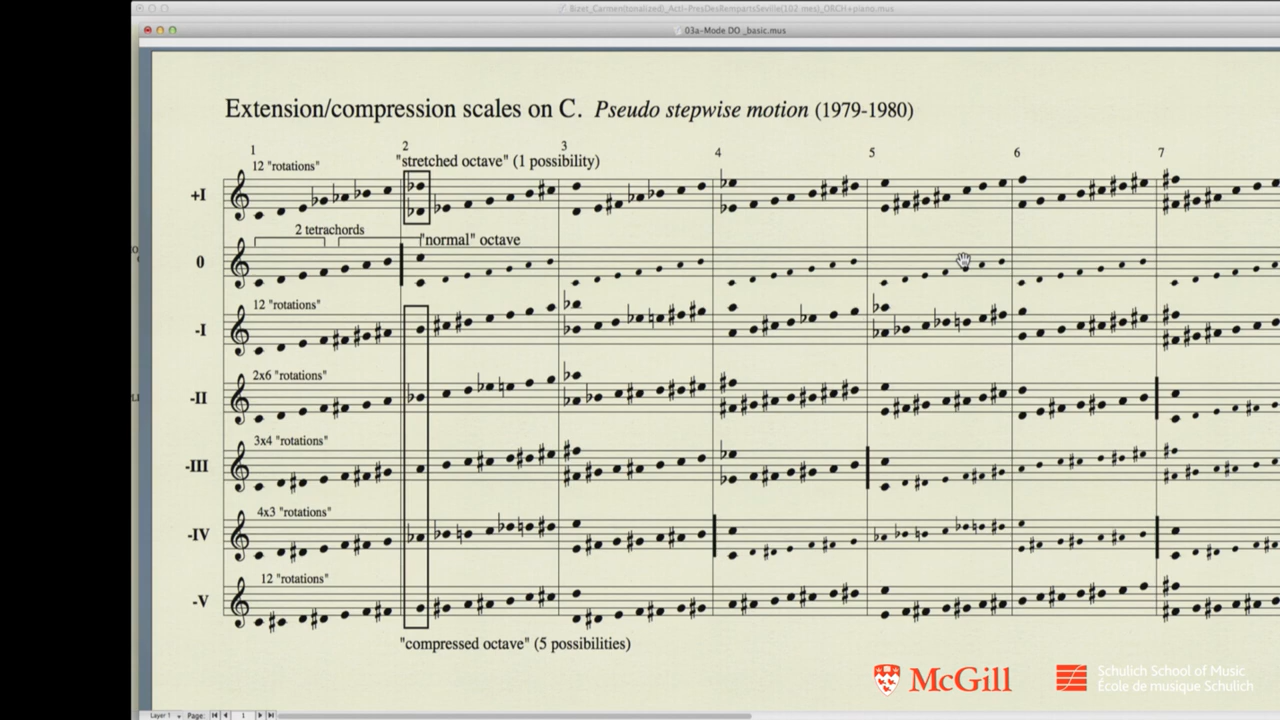 Bizet_Carmen(tonalized)_ActI-PresDesRempartsSeville(102 mes)_ORCH+piano.mus
03a-Mode DO _basic.mus
Extension/compression scales on C. Pseudo stepwise motion (1979-1980)
1 2 3 4 5 6 7
12 "rotations" "stretched octave" (1 possibility)
+I
2 tetrachords "normal" octave
0
12 "rotations"
-I
2x6 "rotations"
-II
3x4 "rotations"
-III
4x3 "rotations"
-IV
12 "rotations"
-V
"compressed octave" (5 possibilities)
McGill
Schulich School of Music
École de musique Schulich
Layer 1 Page: 1